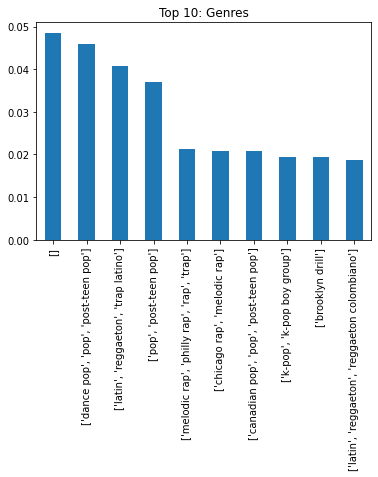 Top 10: Genres
0.05
0.04
0.03
0.02
0.01
0.00
[]
['dance pop', 'pop', 'post-teen pop']
['latin', 'reggaeton', 'trap latino']
['pop', 'post-teen pop']
['melodic rap', 'philly rap', 'rap', 'trap']
['chicago rap', 'melodic rap']
['canadian pop', 'pop', 'post-teen pop']
['k-pop', 'k-pop boy group']
['brooklyn drill']
['latin', 'reggaeton', 'reggaeton colombiano']